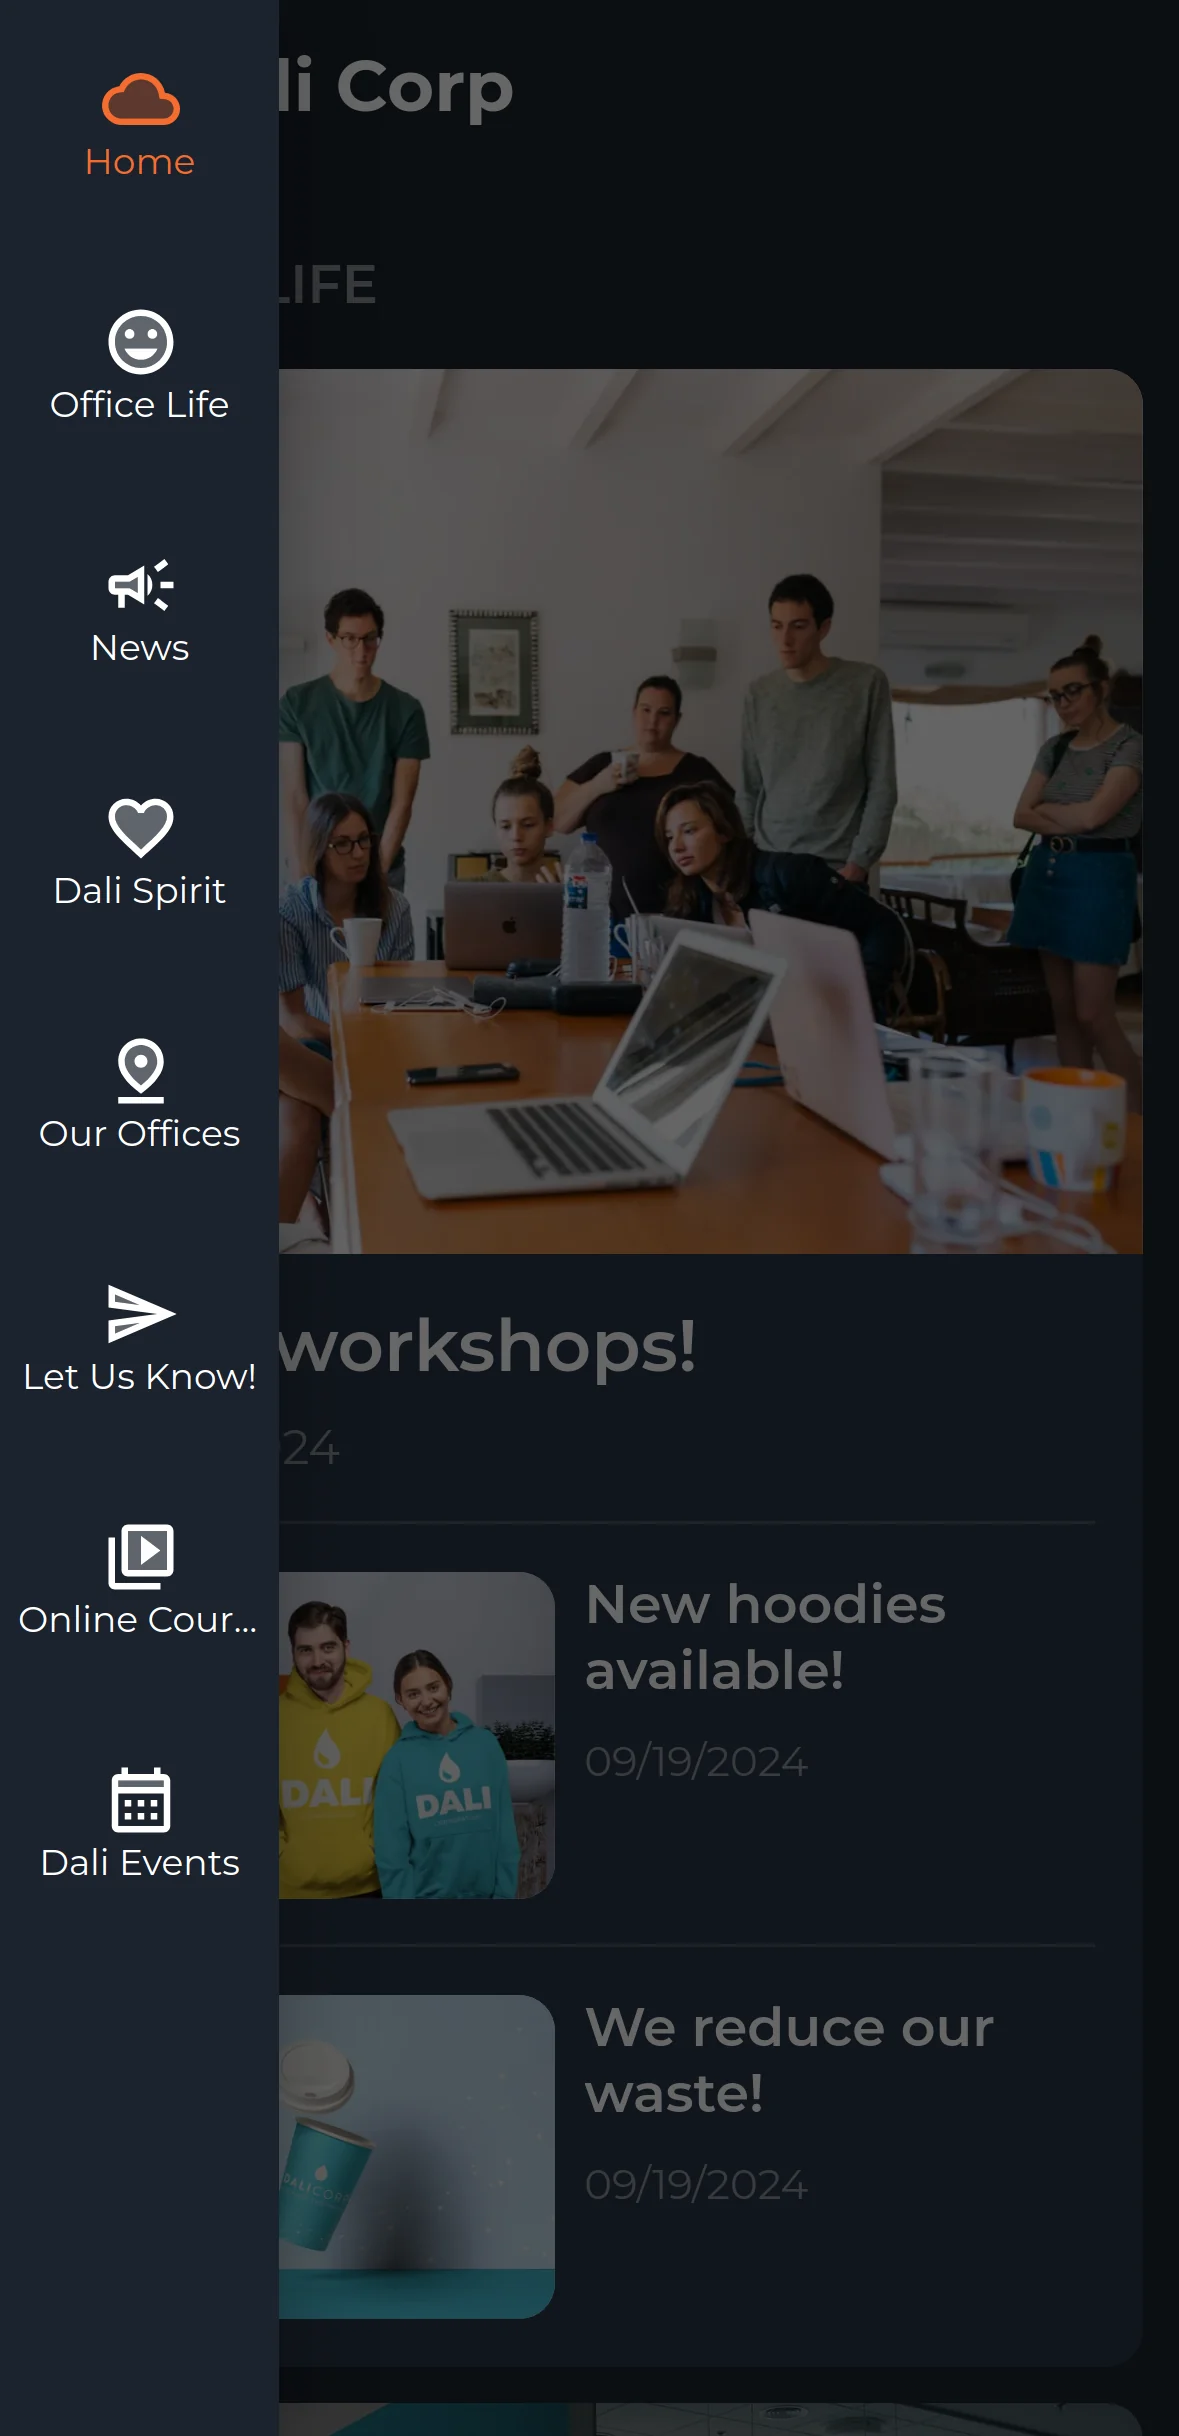 Home
Office Life
News
Dali Spirit
Our Offices
Let Us Know!
Online Cour...
Dali Events
li Corp
LIFE
workshops!
24
New hoodies
available!
09/19/2024
DALI
DALI
We reduce our
waste!
09/19/2024
DALICORP